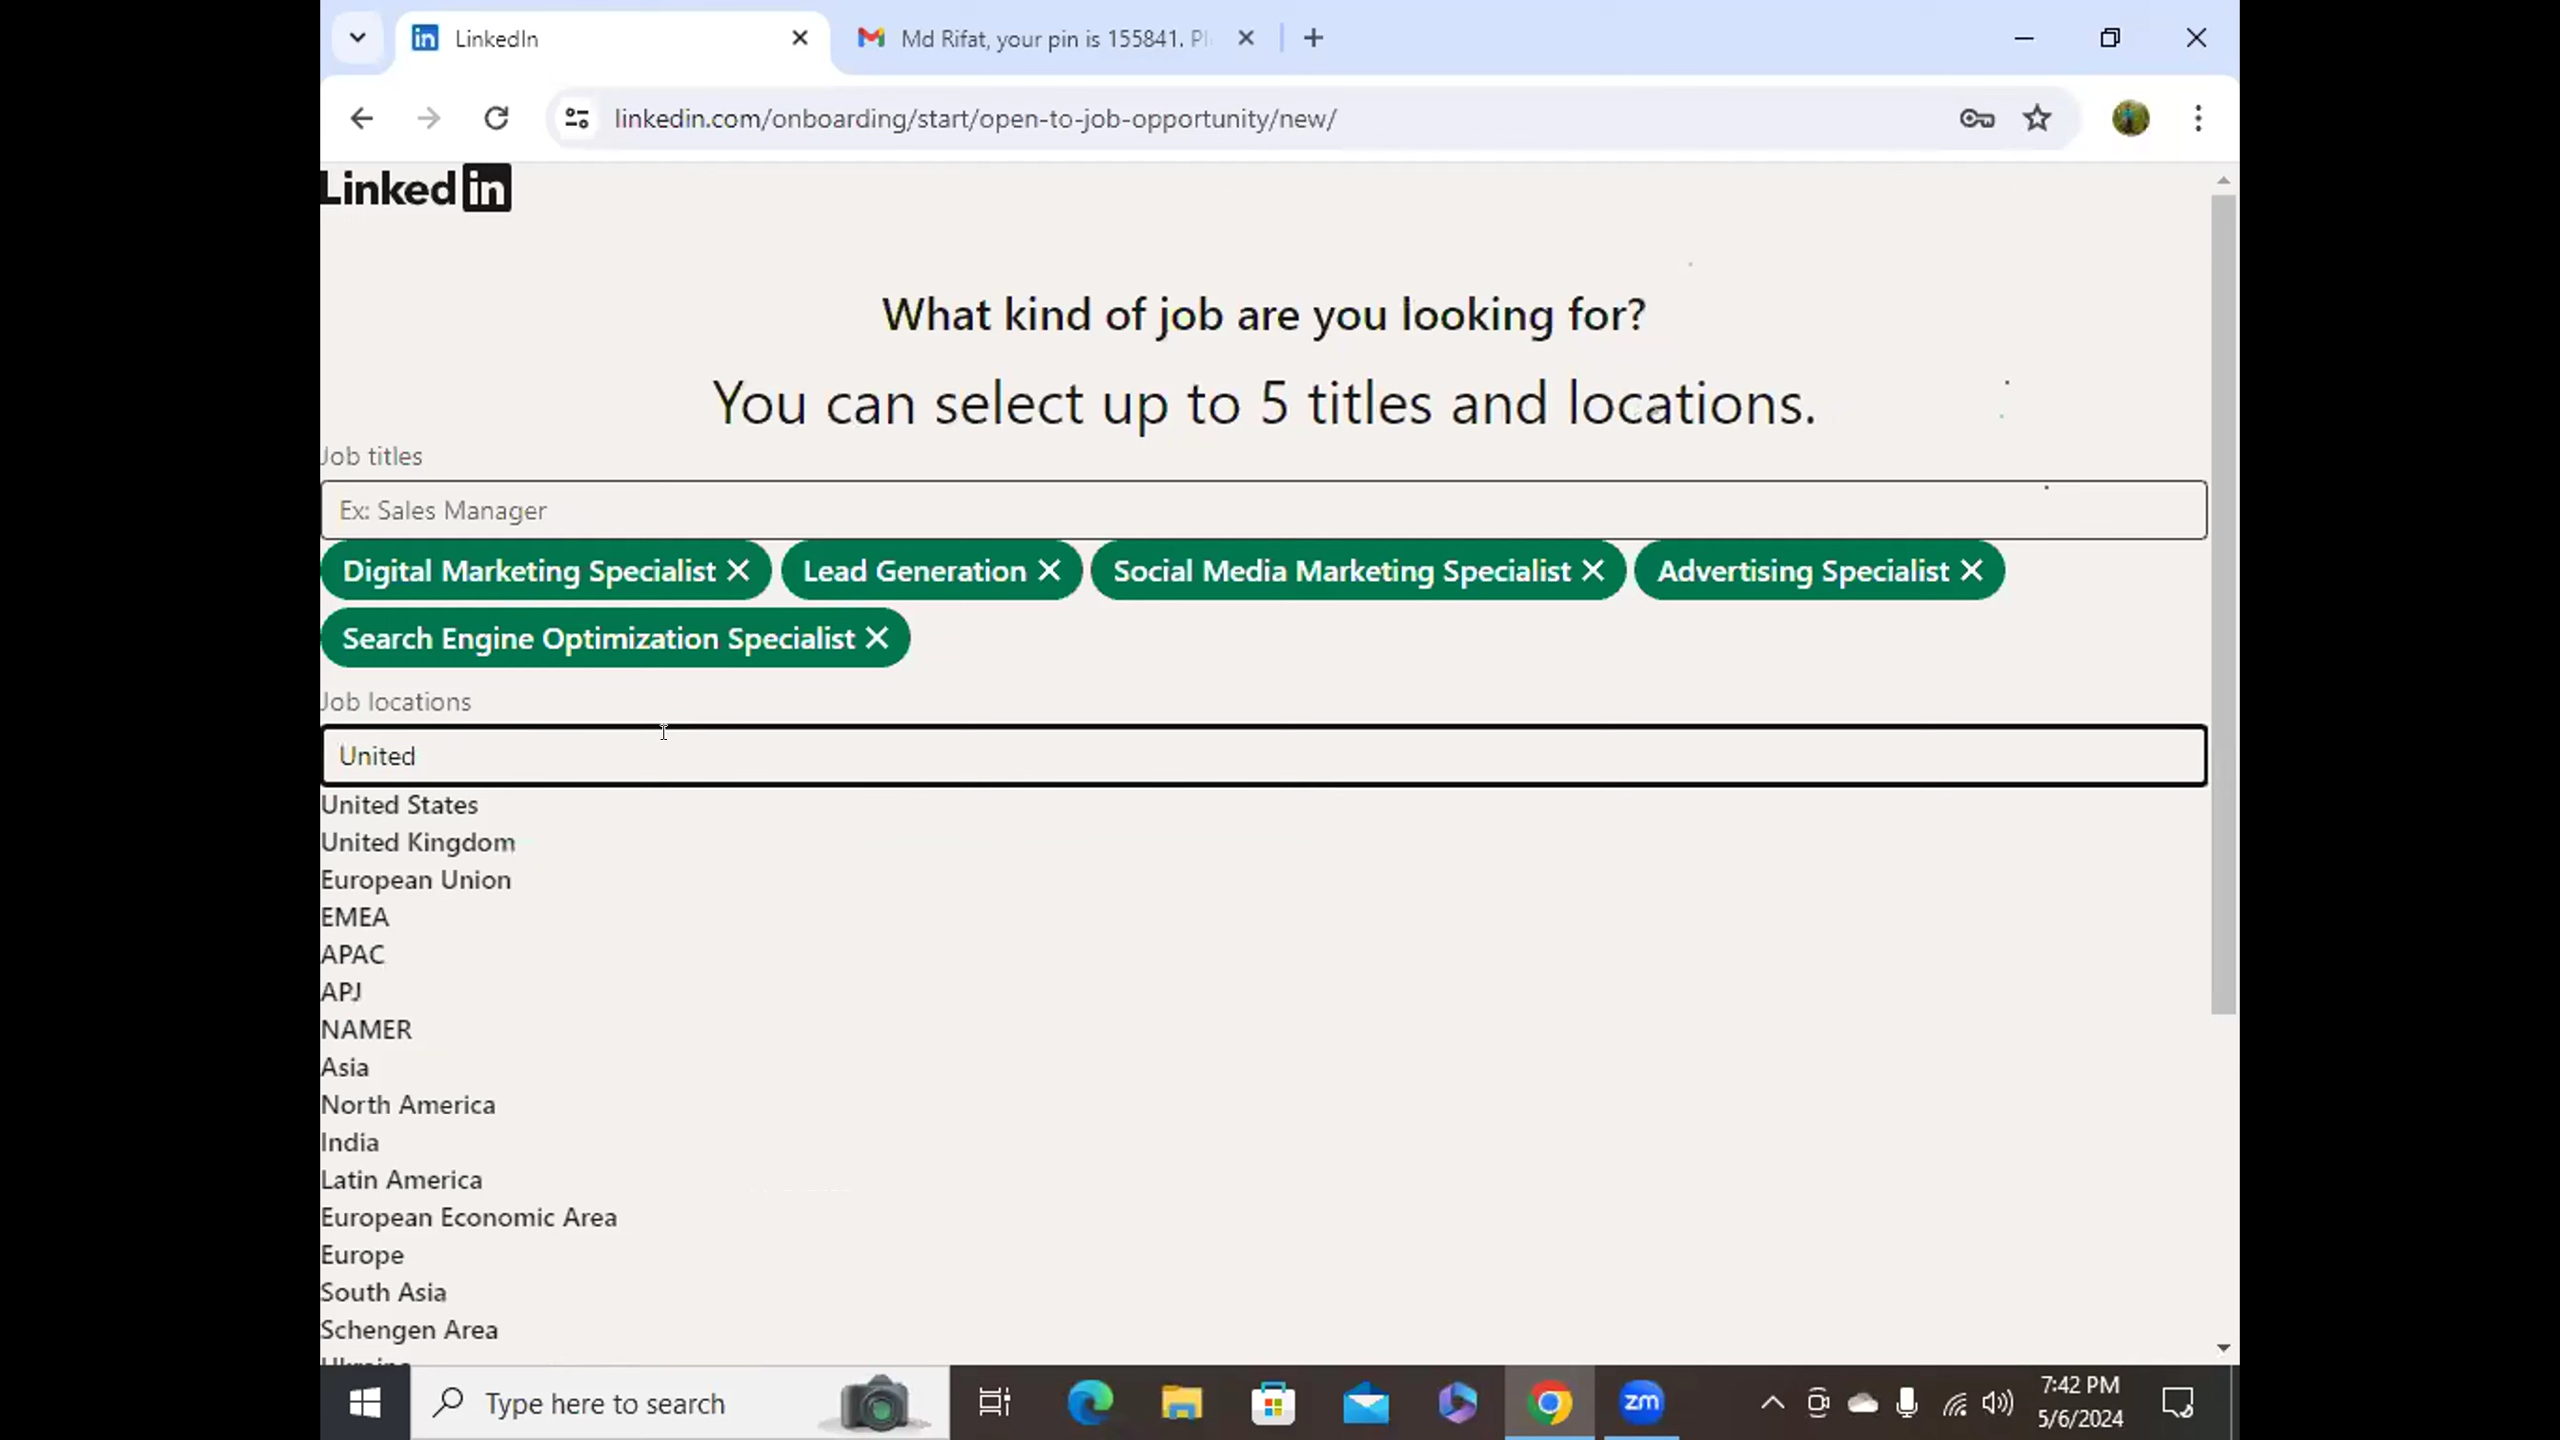 LinkedIn
Md Rifat, your pin is 155841. Pl
linkedin.com/onboarding/start/open-to-job-opportunity/new/
Linked in
What kind of job are you looking for?
You can select up to 5 titles and locations.
Job titles
Ex: Sales Manager
Digital Marketing Specialist
Lead Generation
Social Media Marketing Specialist
Advertising Specialist
Search Engine Optimization Specialist
Job locations
United
United States
United Kingdom
European Union
EMEA
APAC
APJ
NAMER
Asia
North America
India
Latin America
European Economic Area
Europe
South Asia
Schengen Area
Ukraine
Type here to search
zm
7:42 PM
5/6/2024